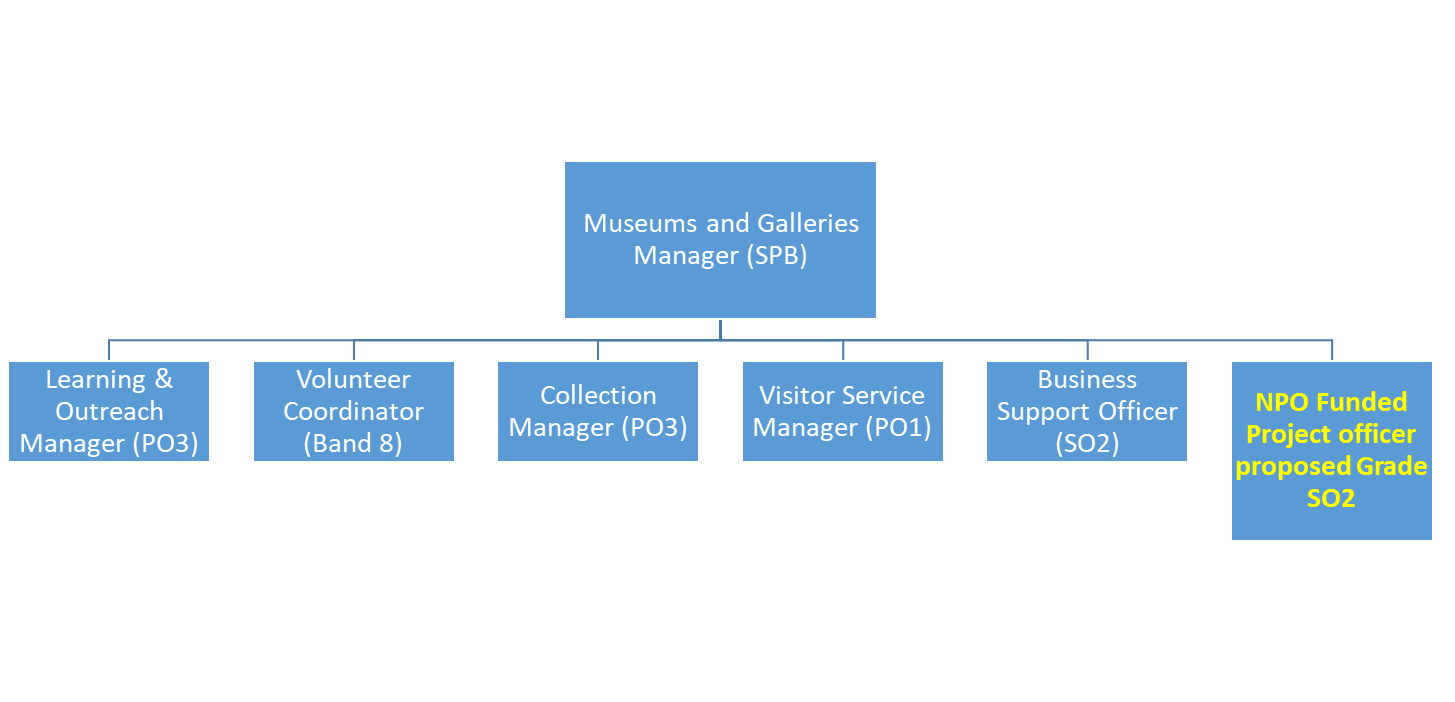 Museums and Galleries
Manager (SPB)
Learning &
Outreach
Manager (PO3)
Volunteer
Coordinator
(Band 8)
Collection
Manager (PO3)
Visitor Service
Manager (PO1)
Business
Support Officer
(SO2)
NPO Funded
Project officer
proposed Grade
SO2